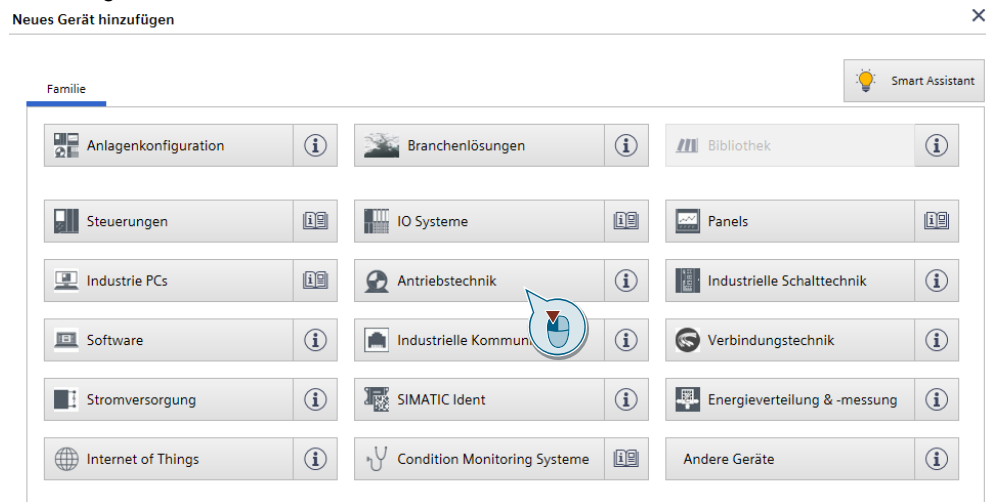 Neues Gerät hinzufügen
Smart Assistant
Familie
Anlagenkonfiguration
Branchenlösungen
Bibliothek
Steuerungen
IO Systeme
Panels
Industrie PCs
Antriebstechnik
Industrielle Schalttechnik
Software
Industrielle
Verbindungstechnik
Stromversorgung
SIMATIC Ident
Energieverteilung & -messung
Internet of Things
Condition Monitoring Systeme
Andere Geräte